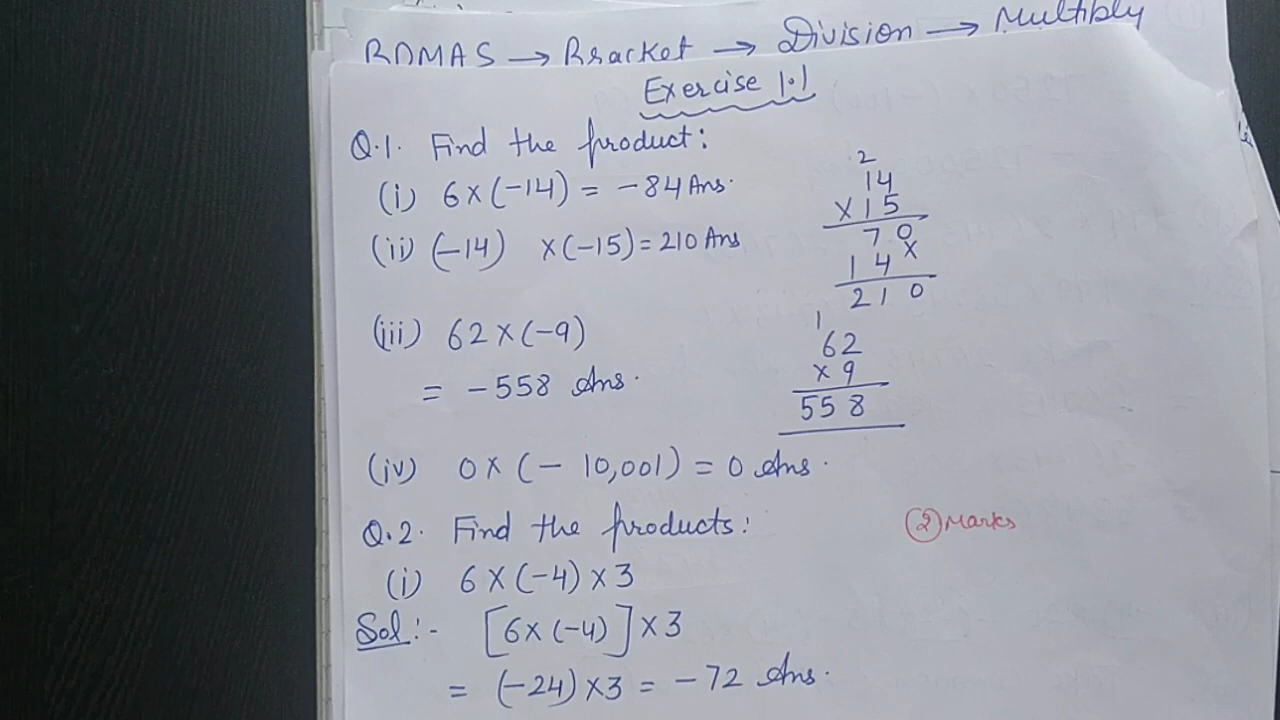 BDMAS → Bracket → Division → Multibly
Exercise 1.1
Q.1. Find the product:
(i) 6×(-14) = -84 Ans.
(ii) (-14) ×(-15) = 210 Ans
2
14
×15
70
14×
210
(iii) 62×(-9)
= -558 Ans.
1
62
×9
558
(iv) 0×(- 10,001) = 0 Ans.
Q.2. Find the products:
② Marks
(i) 6×(-4)×3
Sol:- [6×(-4)]×3
= (-24)×3 = -72 Ans.